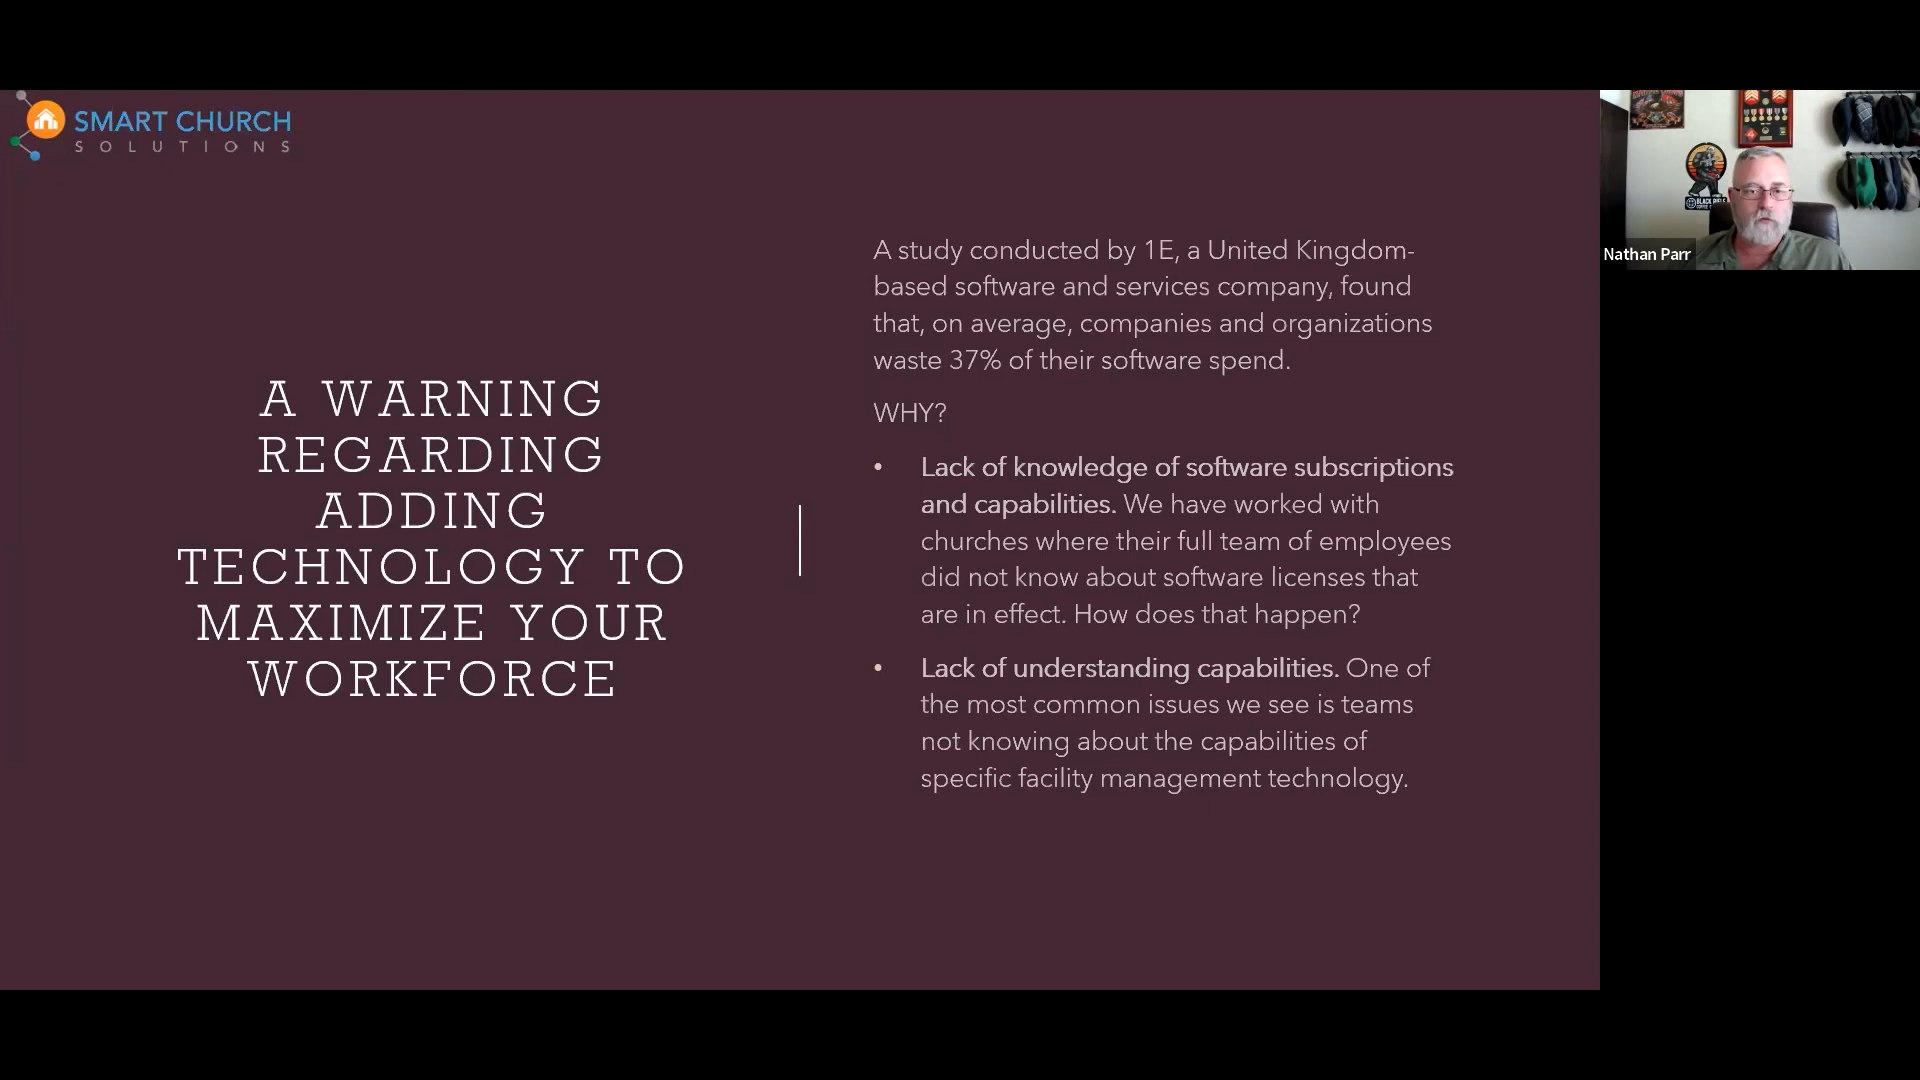 SMART CHURCH
SOLUTIONS
A WARNING
REGARDING
ADDING
TECHNOLOGY TO
MAXIMIZE YOUR
WORKFORCE
A study conducted by 1E, a United Kingdom-
based software and services company, found
that, on average, companies and organizations
waste 37% of their software spend.
WHY?
• Lack of knowledge of software subscriptions
and capabilities. We have worked with
churches where their full team of employees
did not know about software licenses that
are in effect. How does that happen?
• Lack of understanding capabilities. One of
the most common issues we see is teams
not knowing about the capabilities of
specific facility management technology.
Nathan Parr